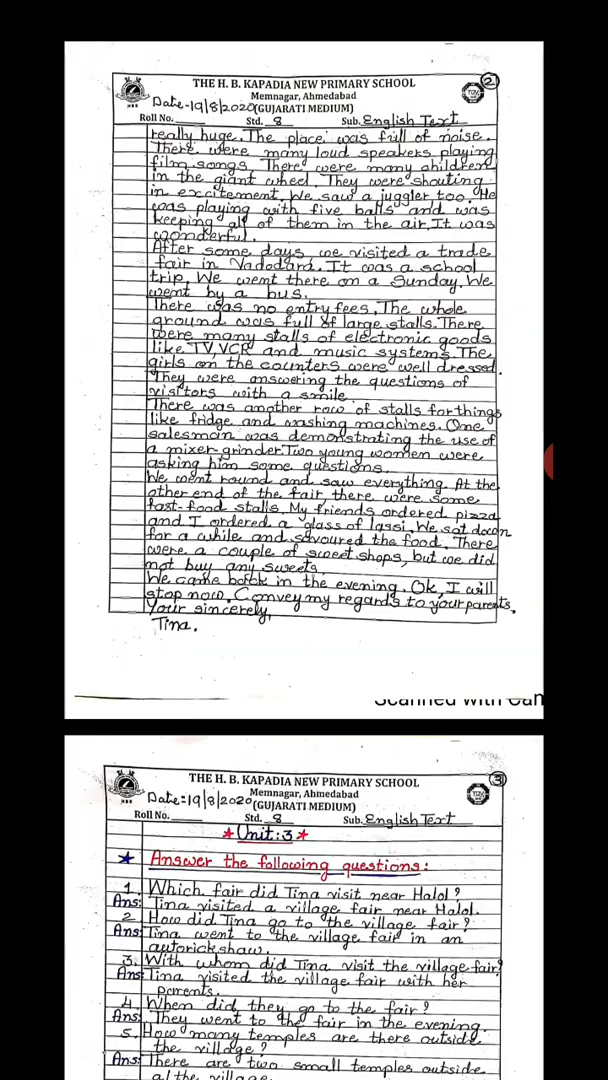 2
THE H. B. KAPADIA NEW PRIMARY SCHOOL
Memnagar, Ahmedabad
Date-19/8/2020 (GUJARATI MEDIUM)
Roll No. Std. 8 Sub. English Text
really huge. The place was full of noise.
There were many loud speakers playing
film songs. There were many children
in the giant wheel. They were shouting
in excitement. We saw a juggler too. He
was playing with five balls and was
keeping all of them in the air. It was
wonderful.
After some days, we visited a trade
fair in Vadodara. It was a school
trip. We went there on a Sunday. We
went by a bus.
There was no entry fees. The whole
ground was full of large stalls. There
were many stalls of electronic goods
like TV, VCR and music systems. The
girls on the counters were well dressed.
They were answering the questions of
visitors with a smile.
There was another row of stalls for things
like fridge and washing machines. One
salesman was demonstrating the use of
a mixer-grinder. Two young women were
asking him some questions.
We went round and saw everything. At the
other end of the fair, there were some
fast-food stalls. My friends ordered pizza
and I ordered a glass of lassi. We sat down
for a while and savoured the food. There
were a couple of sweet shops, but we did
not buy any sweets.
We came back in the evening. Ok, I will
stop now. Convey my regards to your parents.
Your sincerely,
Tina.
Scanned with Cam
3
THE H. B. KAPADIA NEW PRIMARY SCHOOL
Memnagar, Ahmedabad
Date:19/8/2020 (GUJARATI MEDIUM)
Roll No. Std. 8 Sub. English Text
* Unit:3 *
* Answer the following questions:
1. Which fair did Tina visit near Halol?
Ans: Tina visited a village fair near Halol.
2 How did Tina go to the village fair?
Ans: Tina went to the village fair in an
autorickshaw.
3. With whom did Tina visit the village fair?
Ans: Tina visited the village fair with her
parents.
4. When did they go to the fair?
Ans: They went to the fair in the evening.
5. How many temples are there outside
the village?
Ans: There are two small temples outside
of the village.